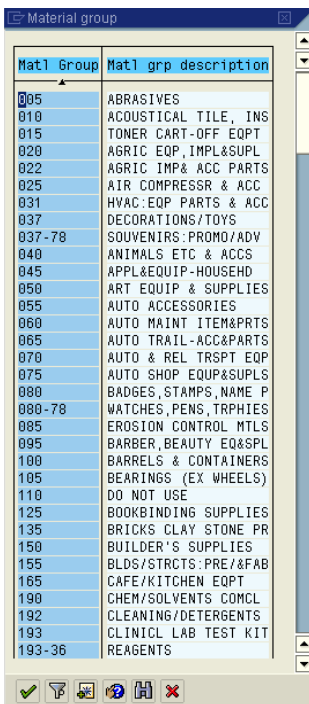 Material group
Matl Group Matl grp description
005 ABRASIVES
010 ACOUSTICAL TILE, INS
015 TONER CART-OFF EQPT
020 AGRIC EQP,IMPL&SUPL
022 AGRIC IMP& ACC PARTS
025 AIR COMPRESSR & ACC
031 HVAC:EQP PARTS & ACC
037 DECORATIONS/TOYS
037-78 SOUVENIRS:PROMO/ADV
040 ANIMALS ETC & ACCS
045 APPL&EQUIP-HOUSEHD
050 ART EQUIP & SUPPLIES
055 AUTO ACCESSORIES
060 AUTO MAINT ITEM&PRTS
065 AUTO TRAIL-ACC&PARTS
070 AUTO & REL TRSPT EQP
075 AUTO SHOP EQUP&SUPLS
080 BADGES,STAMPS,NAME P
080-78 WATCHES,PENS,TRPHIES
085 EROSION CONTROL MTLS
095 BARBER,BEAUTY EQ&SPL
100 BARRELS & CONTAINERS
105 BEARINGS (EX WHEELS)
110 DO NOT USE
125 BOOKBINDING SUPPLIES
135 BRICKS CLAY STONE PR
150 BUILDER'S SUPPLIES
155 BLDS/STRCTS:PRE/&FAB
165 CAFE/KITCHEN EQPT
190 CHEM/SOLVENTS COMCL
192 CLEANING/DETERGENTS
193 CLINICL LAB TEST KIT
193-36 REAGENTS